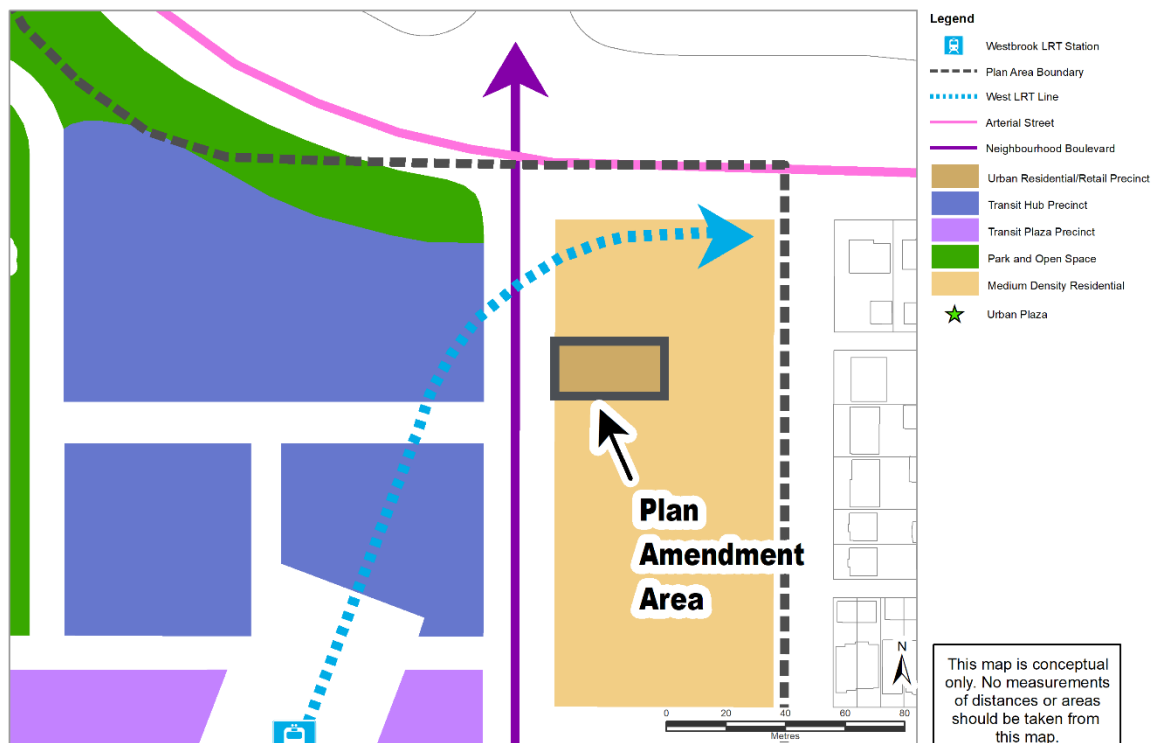 Legend
Westbrook LRT Station
Plan Area Boundary
West LRT Line
Arterial Street
Neighbourhood Boulevard
Urban Residential/Retail Precinct
Transit Hub Precinct
Transit Plaza Precinct
Park and Open Space
Medium Density Residential
Urban Plaza
Plan
Amendment
Area
N
0 20 40 60 80
Metres
This map is conceptual
only. No measurements
of distances or areas
should be taken from
this map.